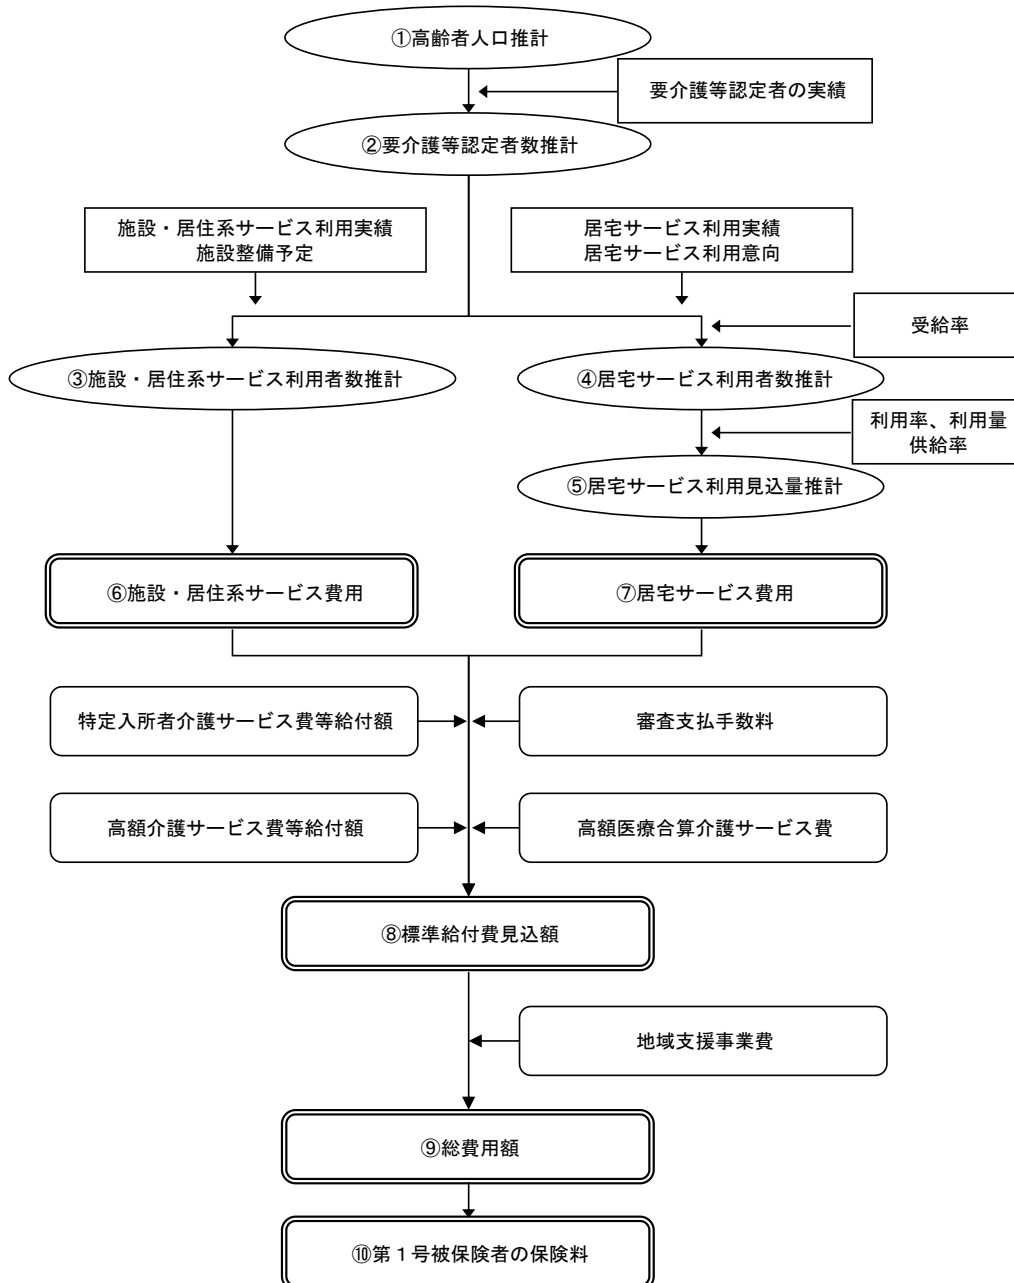 ①高齢者人口推計
要介護等認定者の実績
②要介護等認定者数推計
施設・居住系サービス利用実績
施設整備予定
居宅サービス利用実績
居宅サービス利用意向
受給率
③施設・居住系サービス利用者数推計
④居宅サービス利用者数推計
利用率、利用量
供給率
⑤居宅サービス利用見込量推計
⑥施設・居住系サービス費用
⑦居宅サービス費用
特定入所者介護サービス費等給付額
審査支払手数料
高額介護サービス費等給付額
高額医療合算介護サービス費
⑧標準給付費見込額
地域支援事業費
⑨総費用額
⑩第１号被保険者の保険料